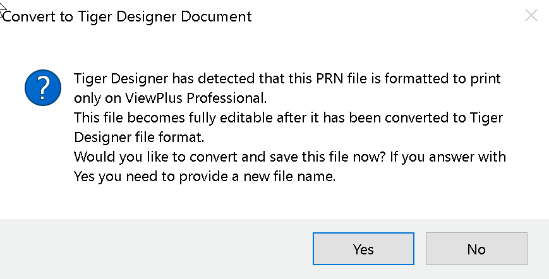 Convert to Tiger Designer Document
Tiger Designer has detected that this PRN file is formatted to print
only on ViewPlus Professional.
This file becomes fully editable after it has been converted to Tiger
Designer file format.
Would you like to convert and save this file now? If you answer with
Yes you need to provide a new file name.
Yes
No